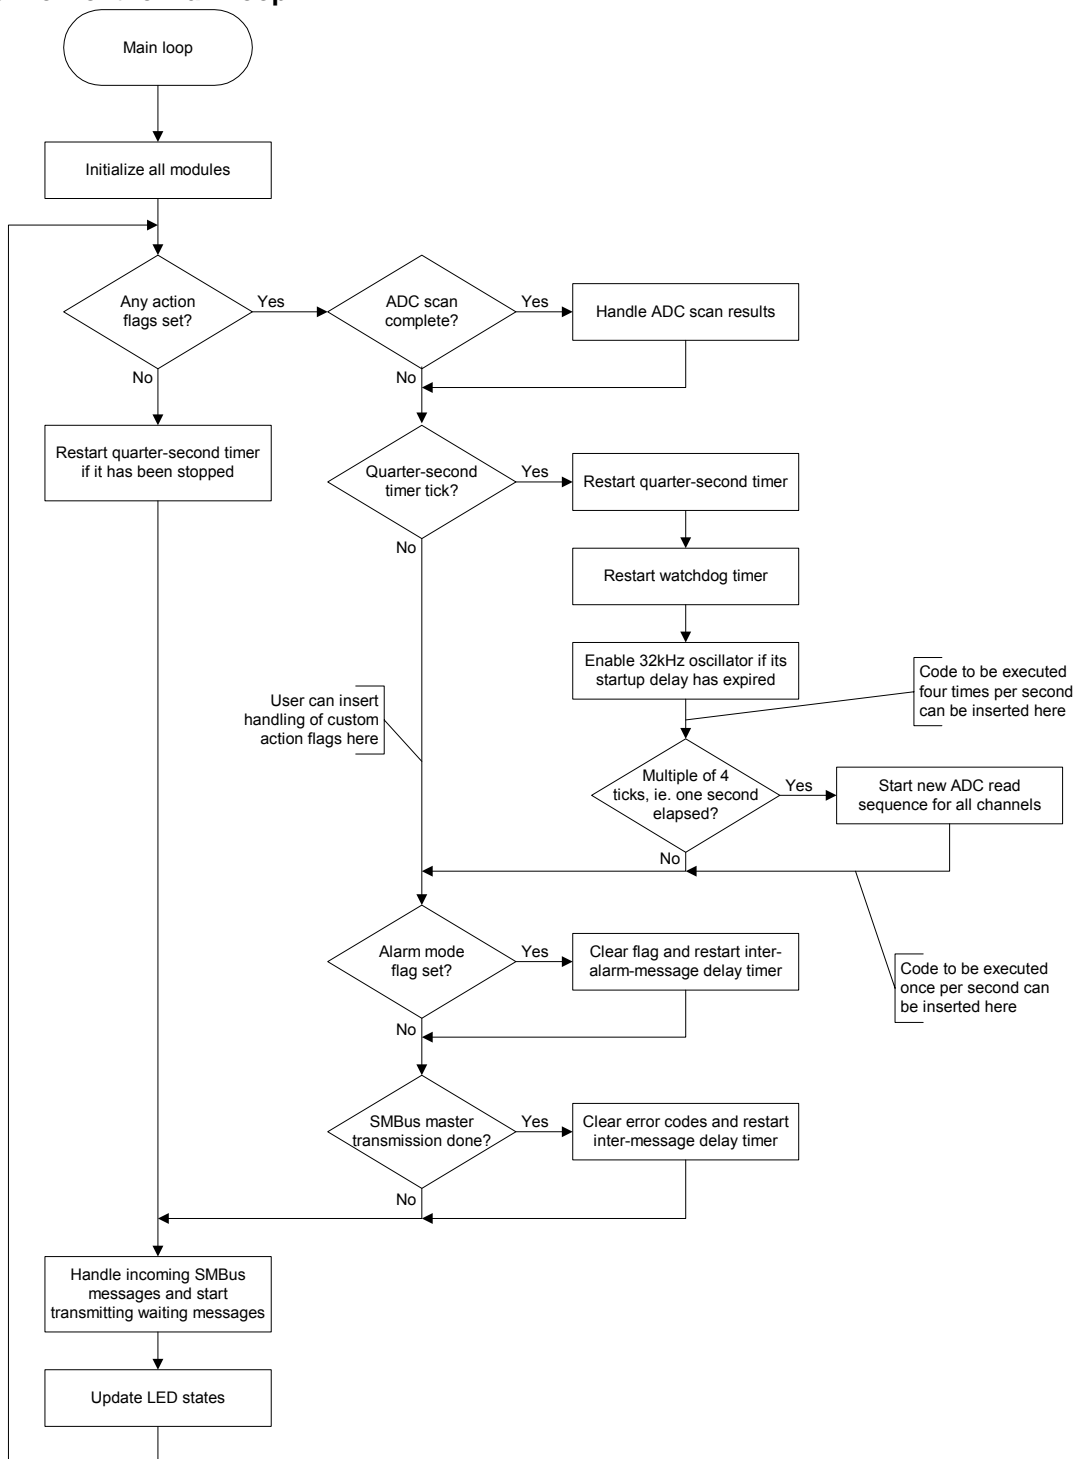 Main loop
Initialize all modules
Any action
flags set?
Yes
ADC scan
complete?
Yes
Handle ADC scan results
No
No
Restart quarter-second timer
if it has been stopped
Quarter-second
timer tick?
Yes
Restart quarter-second timer
No
Restart watchdog timer
Enable 32kHz oscillator if its
startup delay has expired
Code to be executed
four times per second
can be inserted here
User can insert
handling of custom
action flags here
Multiple of 4
ticks, ie. one second
elapsed?
Yes
Start new ADC read
sequence for all channels
No
Alarm mode
flag set?
Yes
Clear flag and restart inter-
alarm-message delay timer
Code to be executed
once per second can
be inserted here
No
SMBus master
transmission done?
Yes
Clear error codes and restart
inter-message delay timer
No
Handle incoming SMBus
messages and start
transmitting waiting messages
Update LED states